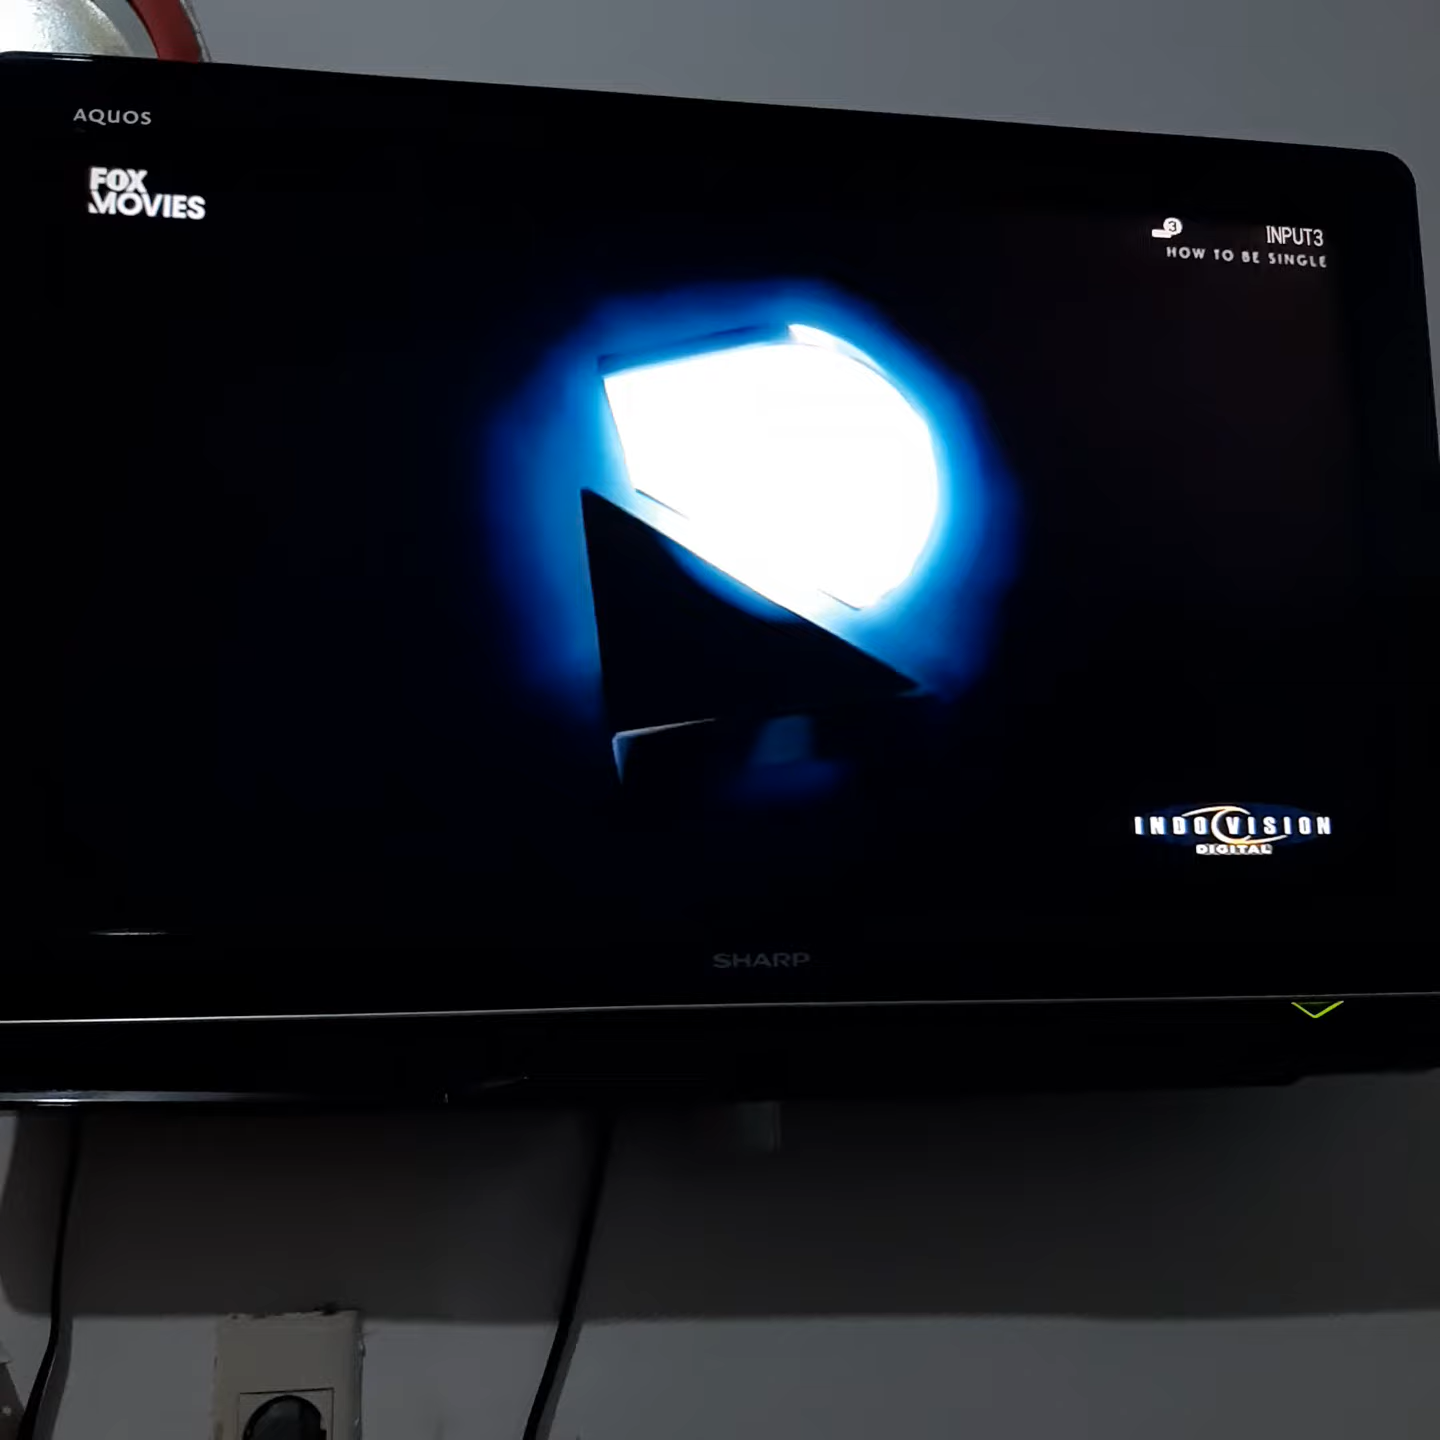 AQUOS
FOX
MOVIES
3
INPUT3
HOW TO BE SINGLE
INDOVISION
DIGITAL
SHARP